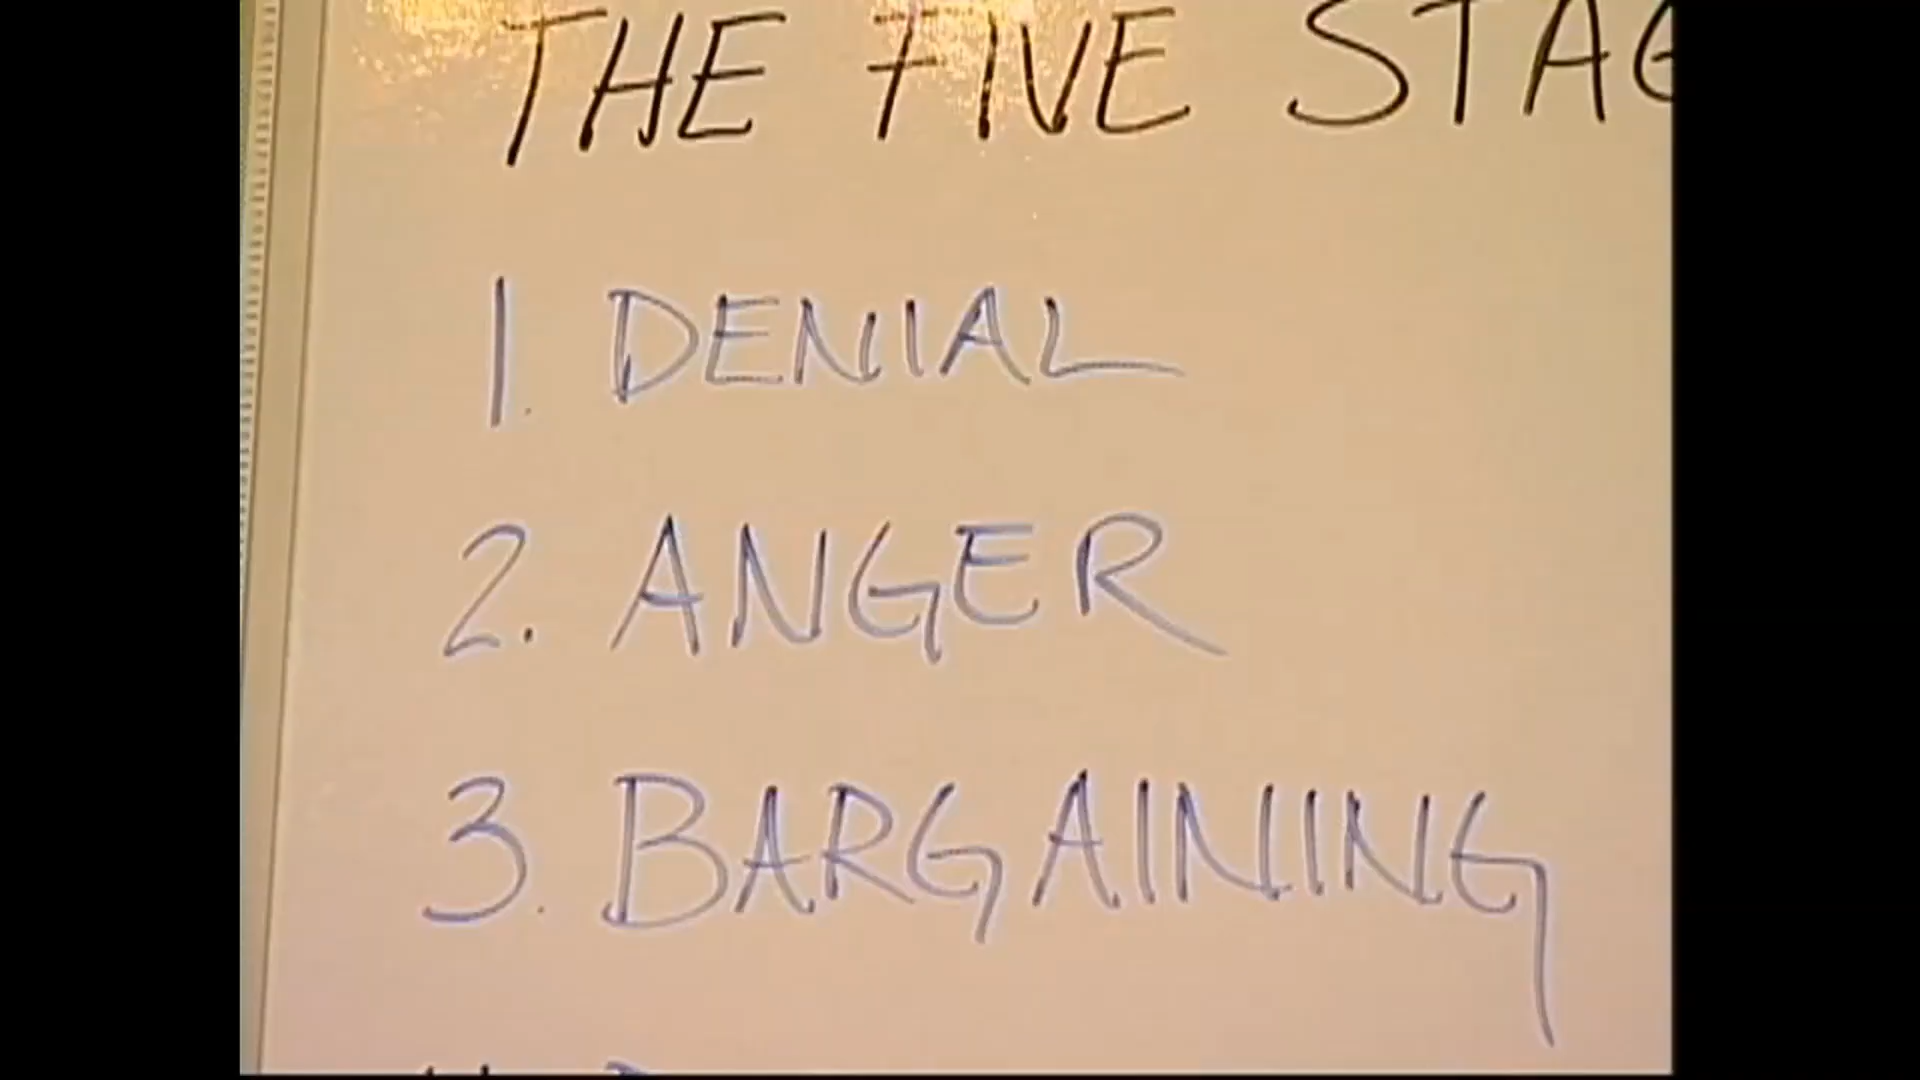 THE FIVE STAG
1. DENIAL
2. ANGER
3. BARGAINING